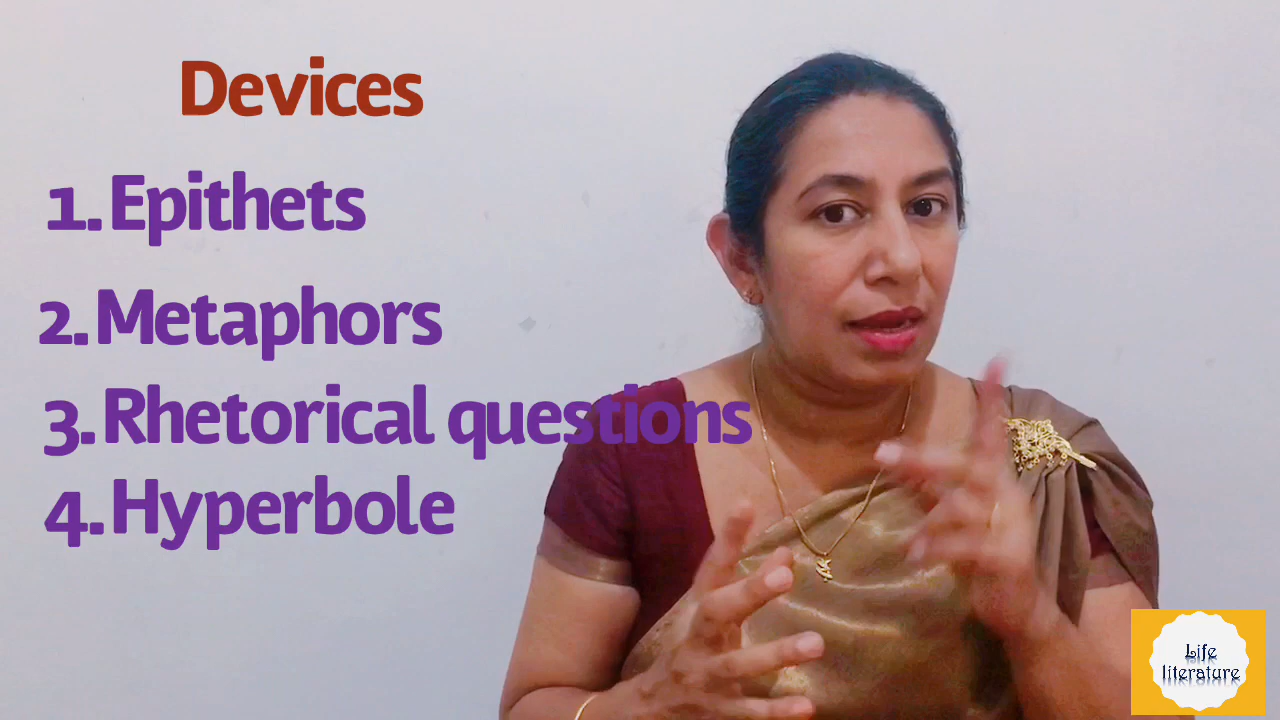 Devices
1. Epithets
2. Metaphors
3. Rhetorical questions
4. Hyperbole
Life
literature